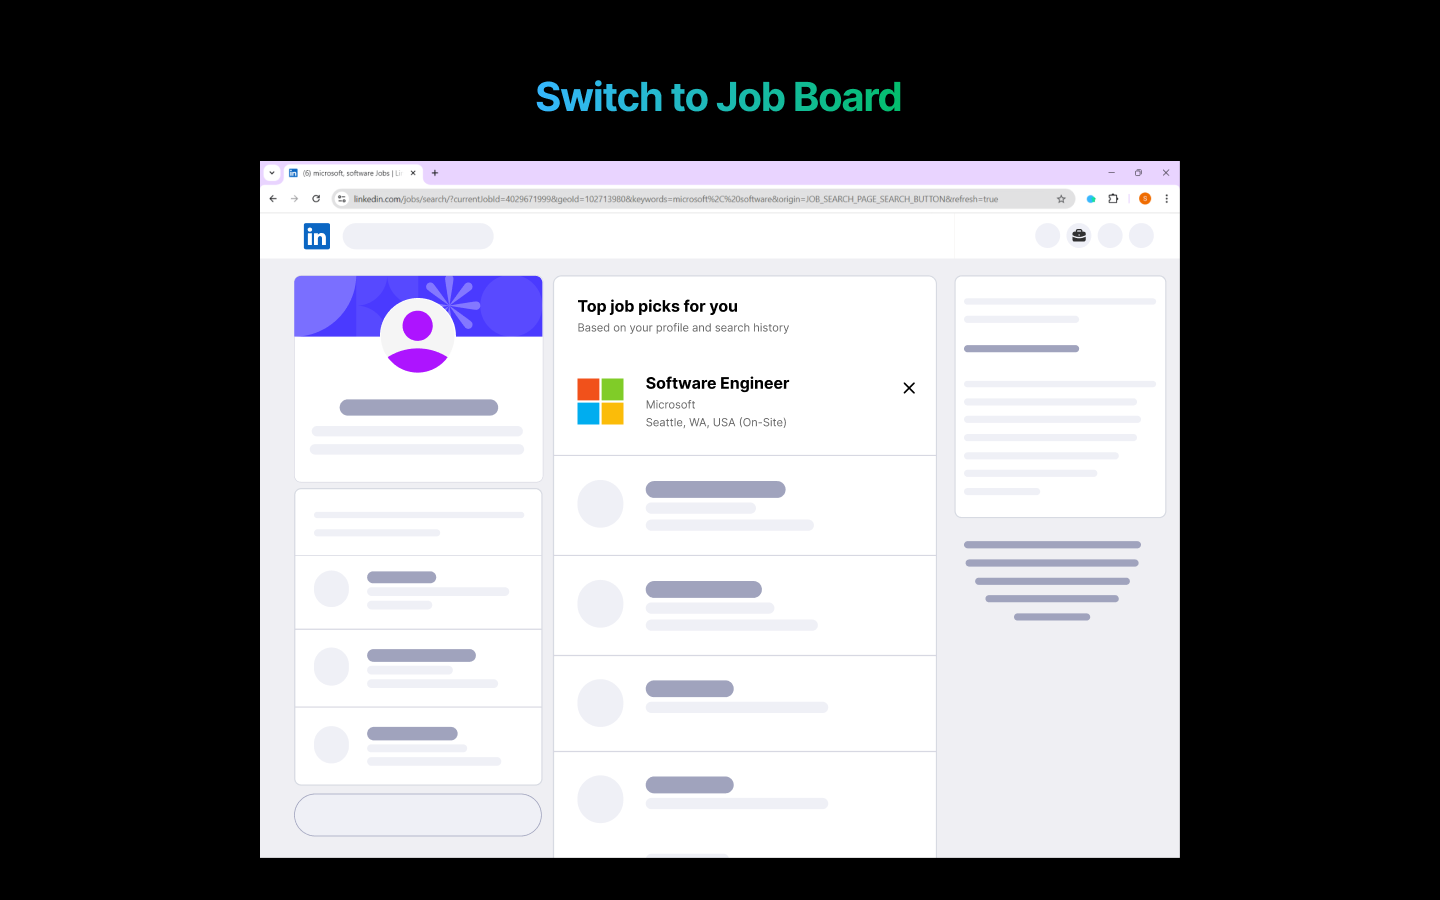 Switch to Job Board
(6) microsoft, software Jobs | Li
linkedin.com/jobs/search/?currentJobId=4029671999&geoId=102713980&keywords=microsoft%2C%20software&origin=JOB_SEARCH_PAGE_SEARCH_BUTTON&refresh=true
S
in
Top job picks for you
Based on your profile and search history
Software Engineer
Microsoft
Seattle, WA, USA (On-Site)